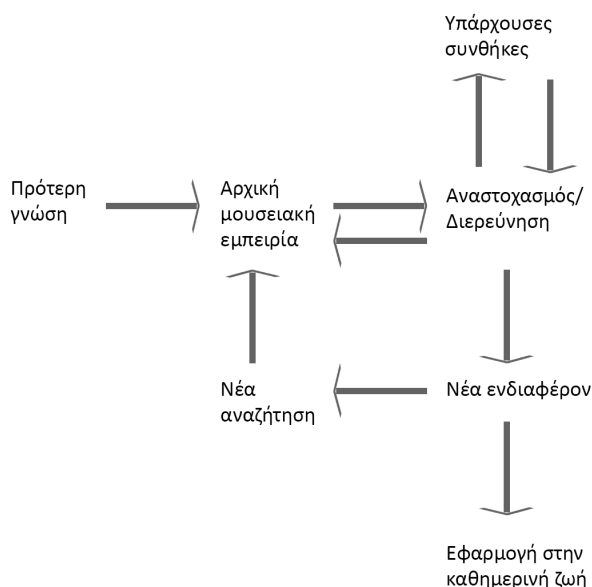 Υπάρχουσες
συνθήκες
Πρότερη
γνώση
Αρχική
μουσειακή
εμπειρία
Αναστοχασμός/
Διερεύνηση
Νέα
αναζήτηση
Νέα ενδιαφέρον
Εφαρμογή στην
καθημερινή ζωή